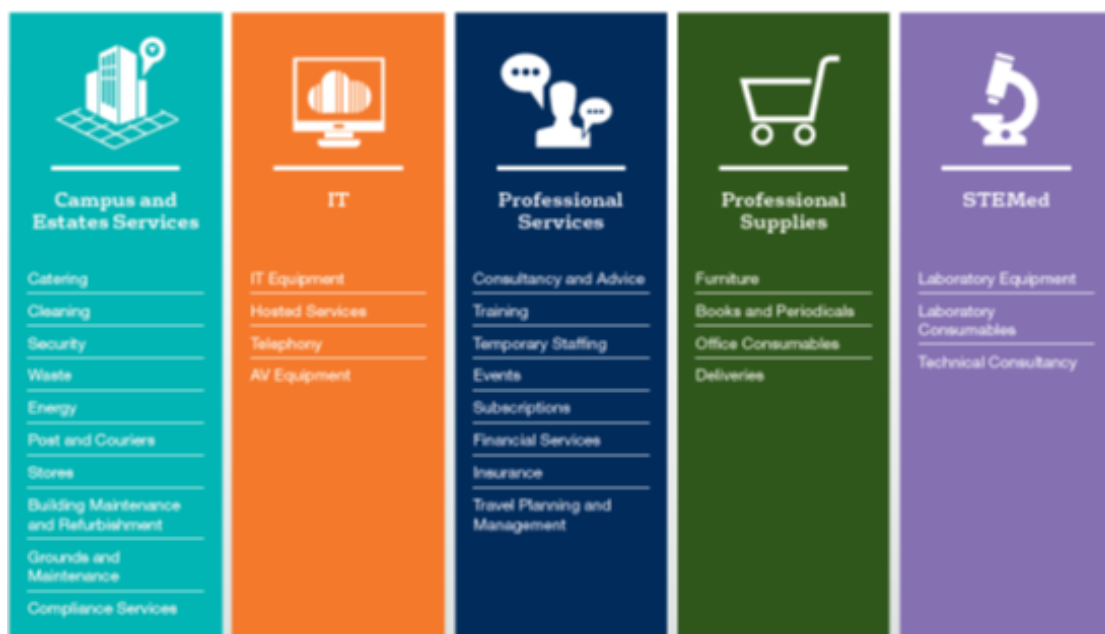 Campus and
Estates Services
Catering
Cleaning
Security
Waste
Energy
Post and Couriers
Stores
Building Maintenance
and Refurbishment
Grounds and
Maintenance
Compliance Services
IT
IT Equipment
Hosted Services
Telephony
AV Equipment
Professional
Services
Consultancy and Advice
Training
Temporary Staffing
Events
Subscriptions
Financial Services
Insurance
Travel Planning and
Management
Professional
Supplies
Furniture
Books and Periodicals
Office Consumables
Deliveries
STEMed
Laboratory Equipment
Laboratory
Consumables
Technical Consultancy